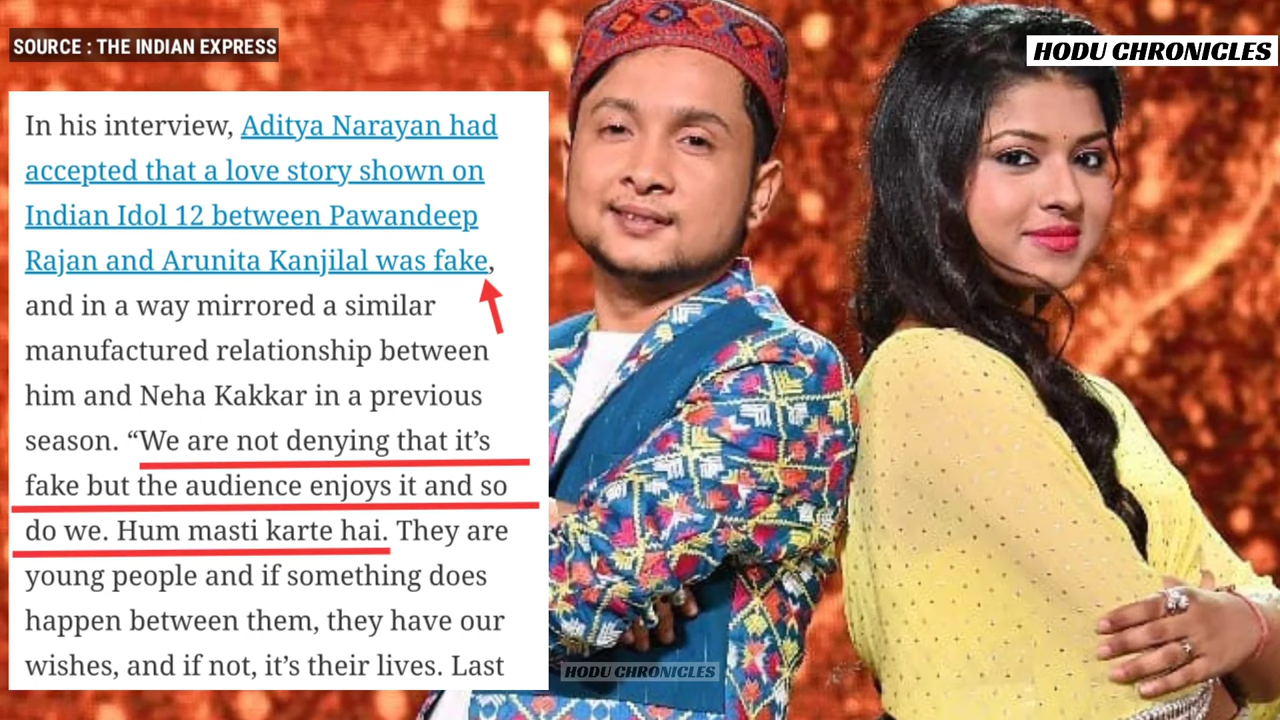 SOURCE : THE INDIAN EXPRESS
HODU CHRONICLES
In his interview, Aditya Narayan had
accepted that a love story shown on
Indian Idol 12 between Pawandeep
Rajan and Arunita Kanjilal was fake,
and in a way mirrored a similar
manufactured relationship between
him and Neha Kakkar in a previous
season. “We are not denying that it’s
fake but the audience enjoys it and so
do we. Hum masti karte hai. They are
young people and if something does
happen between them, they have our
wishes, and if not, it’s their lives. Last
HODU CHRONICLES